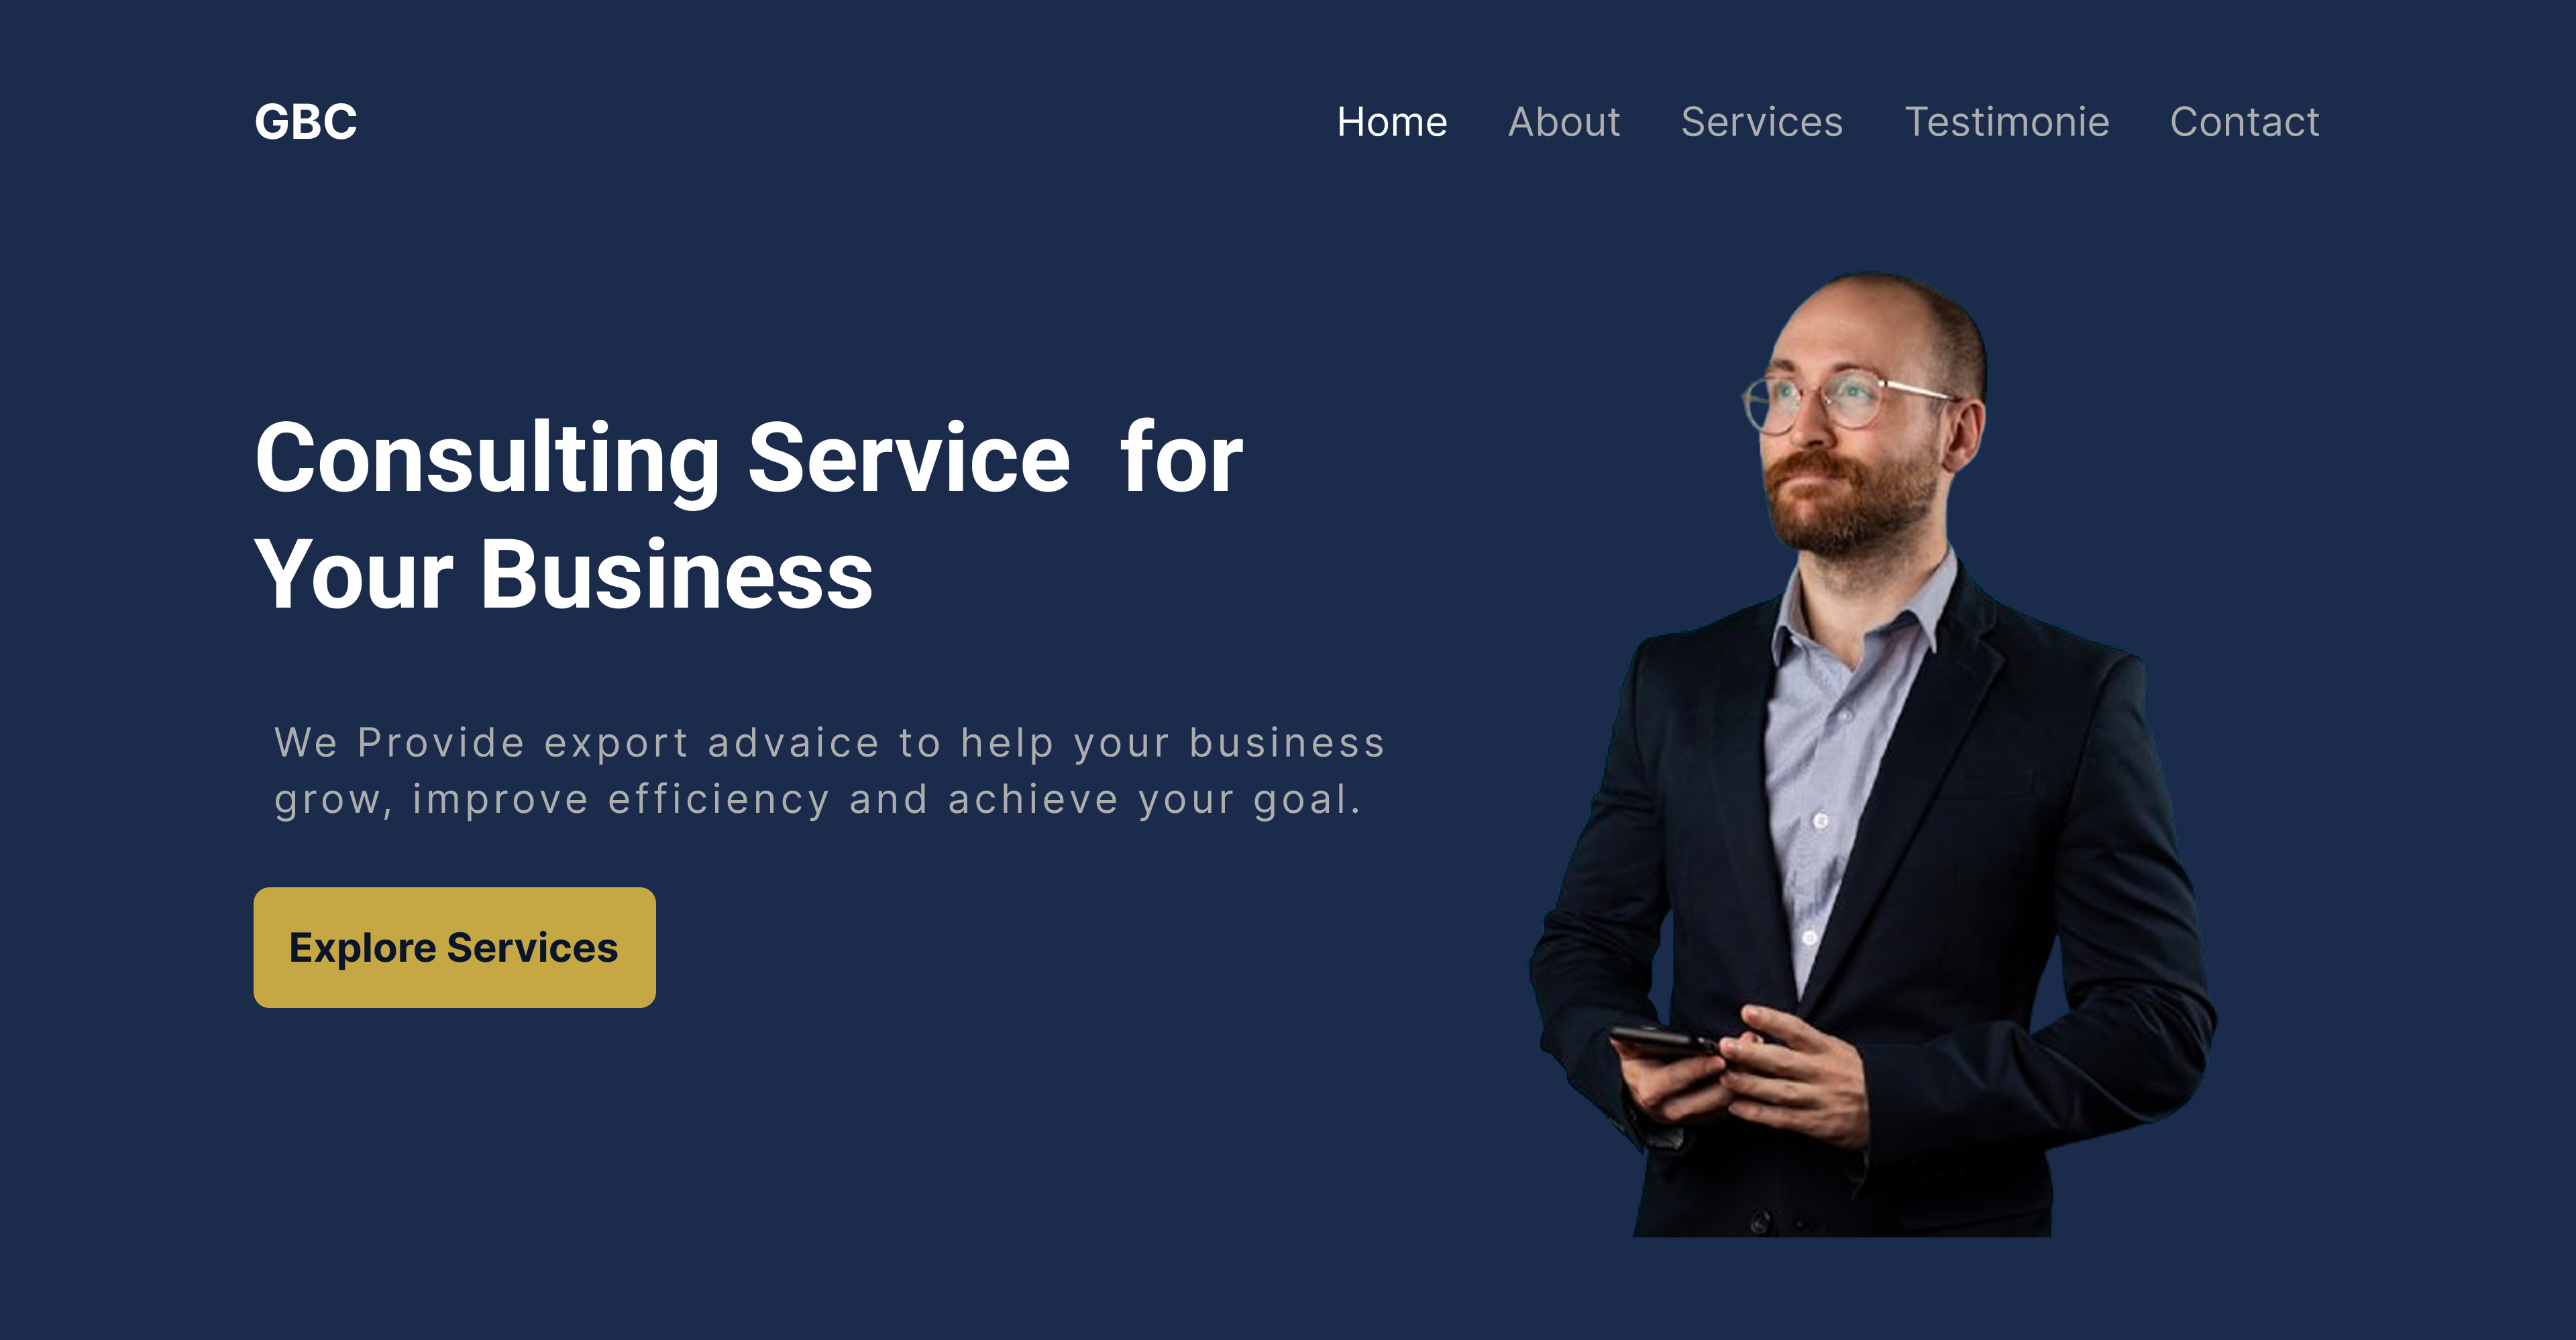 GBC
Home About Services Testimonie Contact
Consulting Service  for
Your Business
We Provide export advaice to help your business
grow, improve efficiency and achieve your goal.
Explore Services